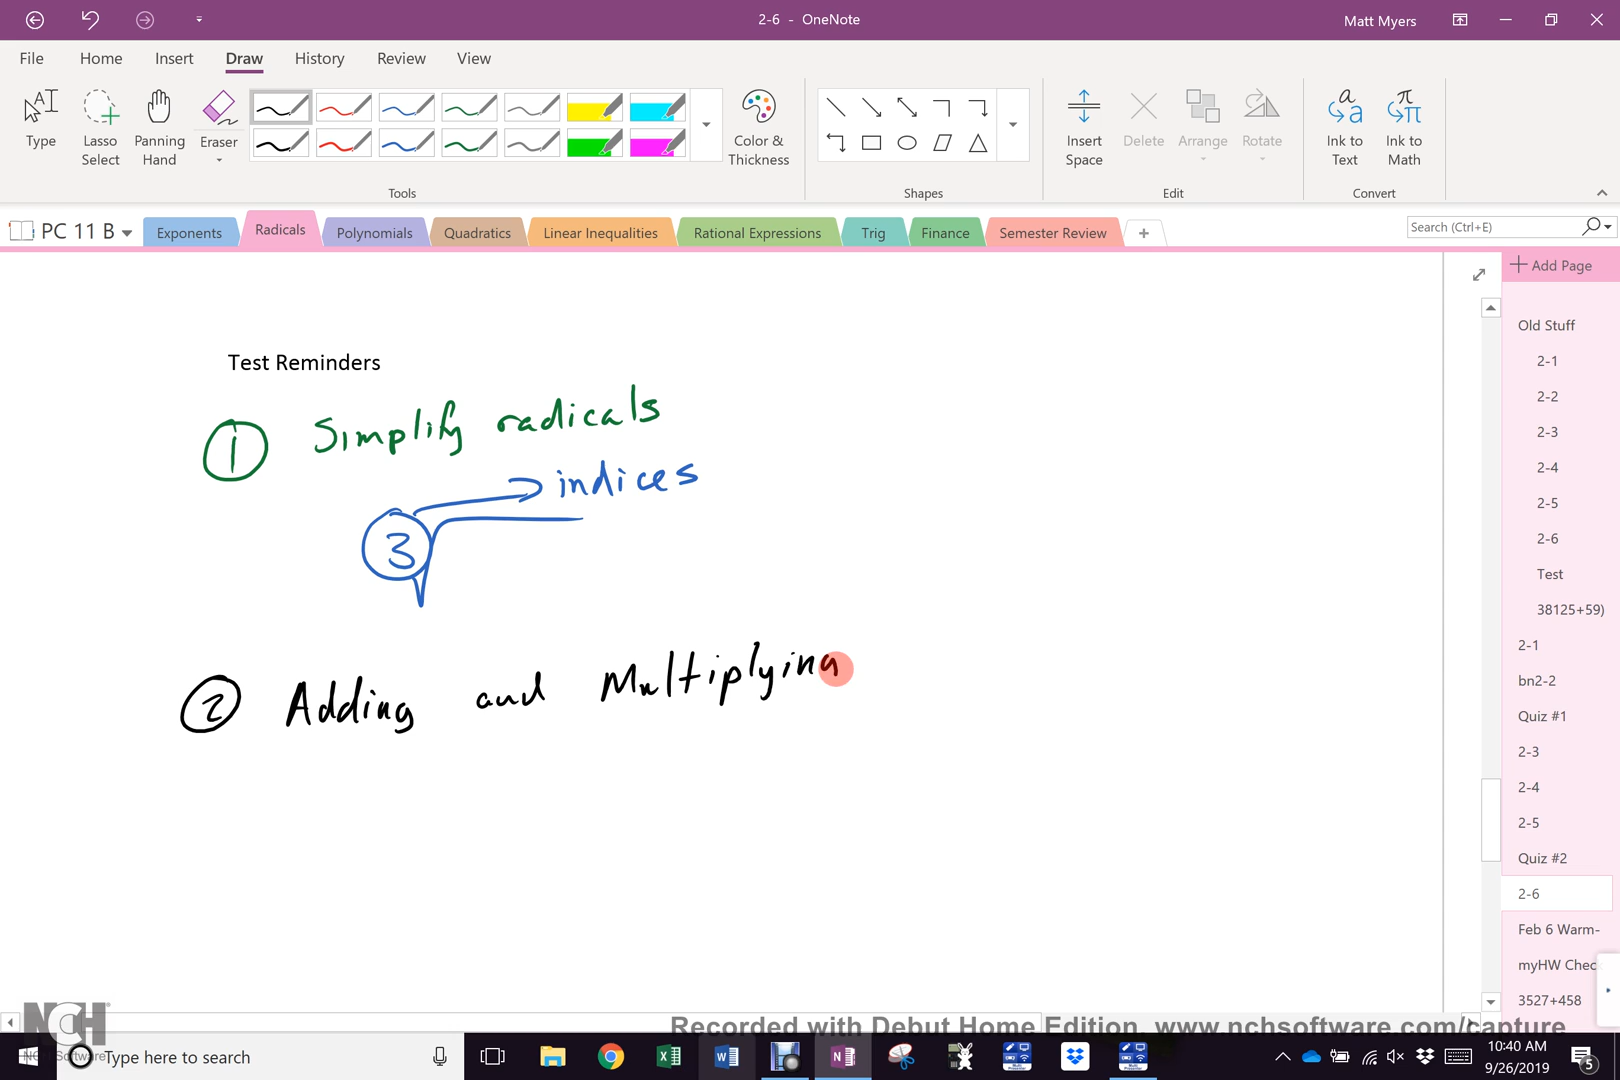 2-6 - OneNote
Matt Myers
File Home Insert Draw History Review View
Type
Lasso Select
Panning Hand
Eraser
Color & Thickness
Insert Space
Delete
Arrange
Rotate
Ink to Text
Ink to Math
Tools
Shapes
Edit
Convert
PC 11 B
Exponents Radicals Polynomials Quadratics Linear Inequalities Rational Expressions Trig Finance Semester Review
Search (Ctrl+E)
Add Page
Test Reminders
1 Simplify radicals
indices
3
2 Adding and Multiplying
Old Stuff
2-1
2-2
2-3
2-4
2-5
2-6
Test
38125+59)
2-1
bn2-2
Quiz #1
2-3
2-4
2-5
Quiz #2
2-6
Feb 6 Warm-
myHW Chec
3527+458
NCH
NCH Software
Recorded with Debut Home Edition. www.nchsoftware.com/capture
Type here to search
10:40 AM
9/26/2019
5